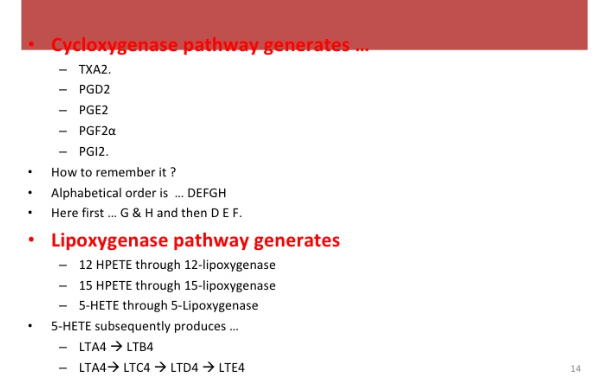 • Cycloxygenase pathway generates …
– TXA2.
– PGD2
– PGE2
– PGF2α
– PGI2.
• How to remember it ?
• Alphabetical order is … DEFGH
• Here first … G & H and then D E F.
• Lipoxygenase pathway generates
– 12 HPETE through 12-lipoxygenase
– 15 HPETE through 15-lipoxygenase
– 5-HETE through 5-Lipoxygenase
• 5-HETE subsequently produces …
– LTA4 → LTB4
– LTA4→ LTC4 → LTD4 → LTE4
14